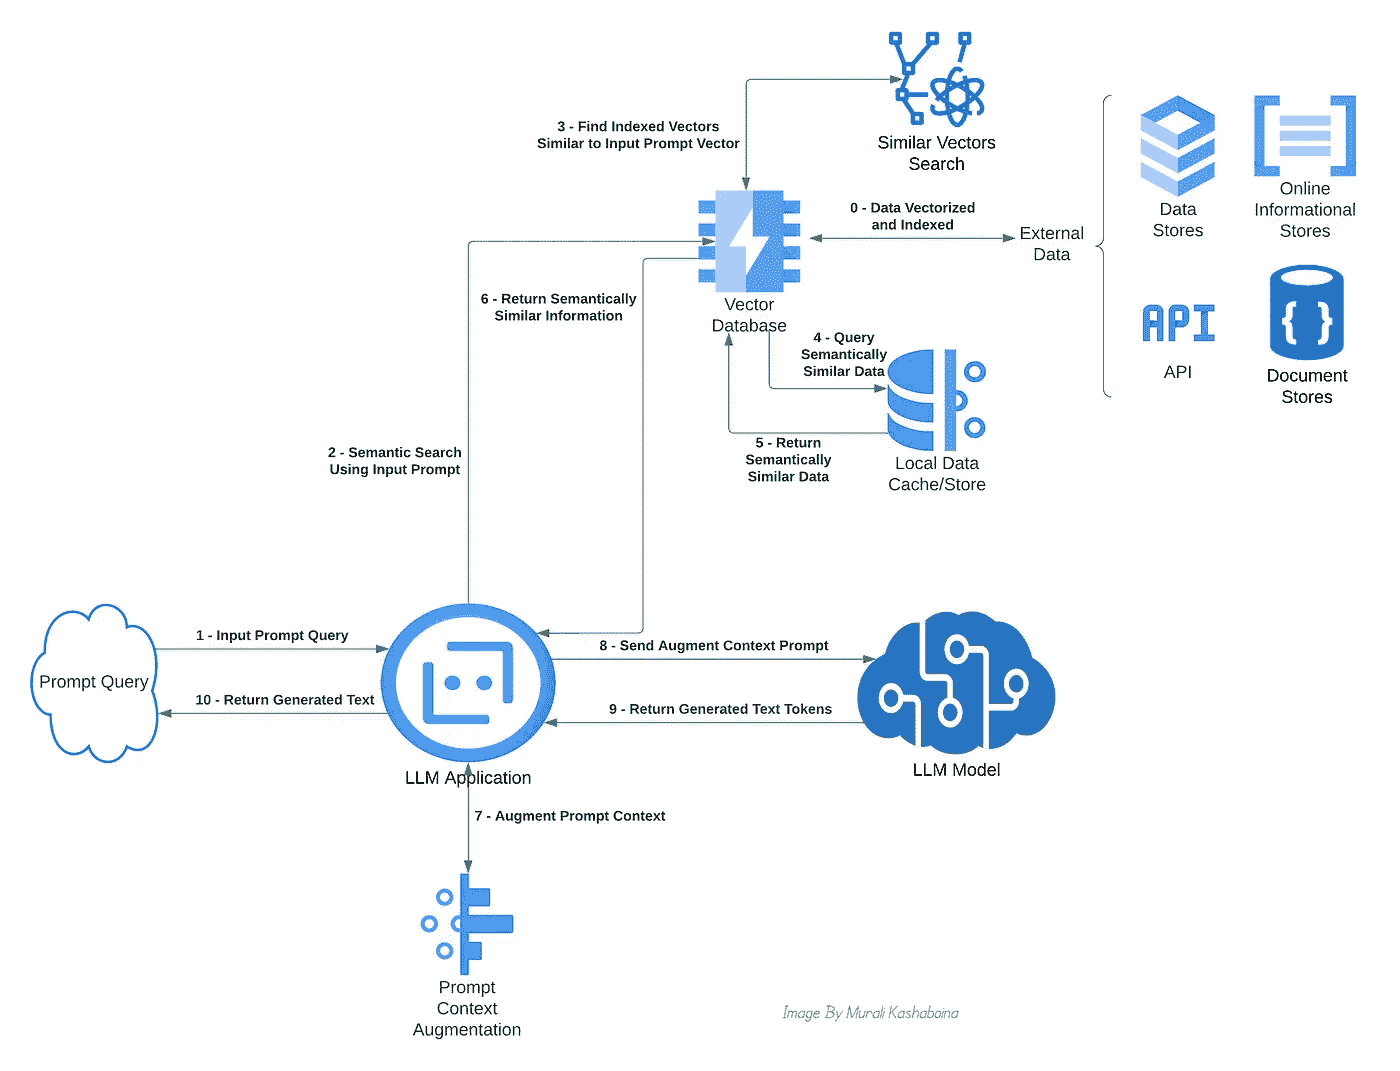 3 - Find Indexed Vectors
Similar to Input Prompt Vector
Similar Vectors
Search
0 - Data Vectorized
and Indexed
External
Data
Data
Stores
Online
Informational
Stores
API
API
Document
Stores
Vector
Database
6 - Return Semantically
Similar Information
4 - Query
Semantically
Similar Data
5 - Return
Semantically
Similar Data
Local Data
Cache/Store
2 - Semantic Search
Using Input Prompt
Prompt Query
1 - Input Prompt Query
10 - Return Generated Text
LLM Application
8 - Send Augment Context Prompt
9 - Return Generated Text Tokens
LLM Model
7 - Augment Prompt Context
Prompt
Context
Augmentation
Image By Murali Kashaboina